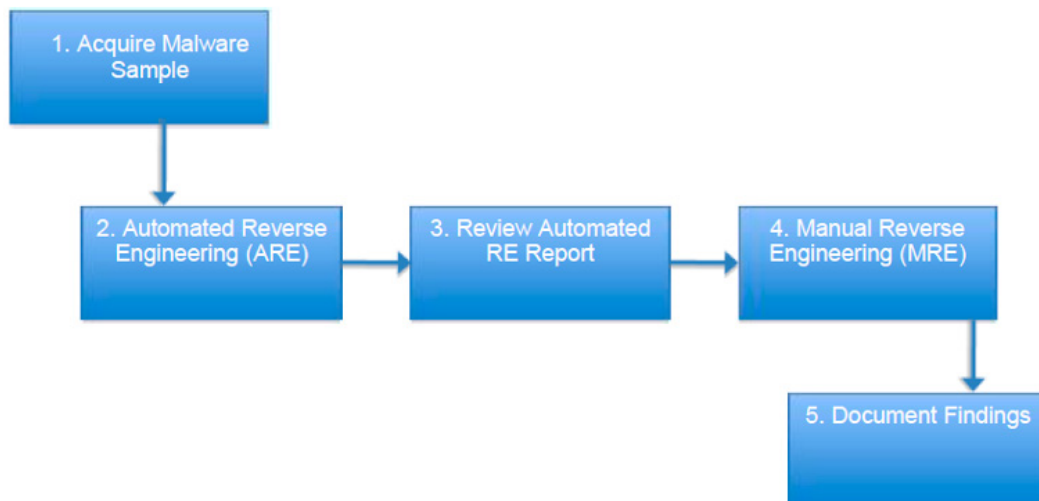 1. Acquire Malware
Sample
2. Automated Reverse
Engineering (ARE)
3. Review Automated
RE Report
4. Manual Reverse
Engineering (MRE)
5. Document Findings